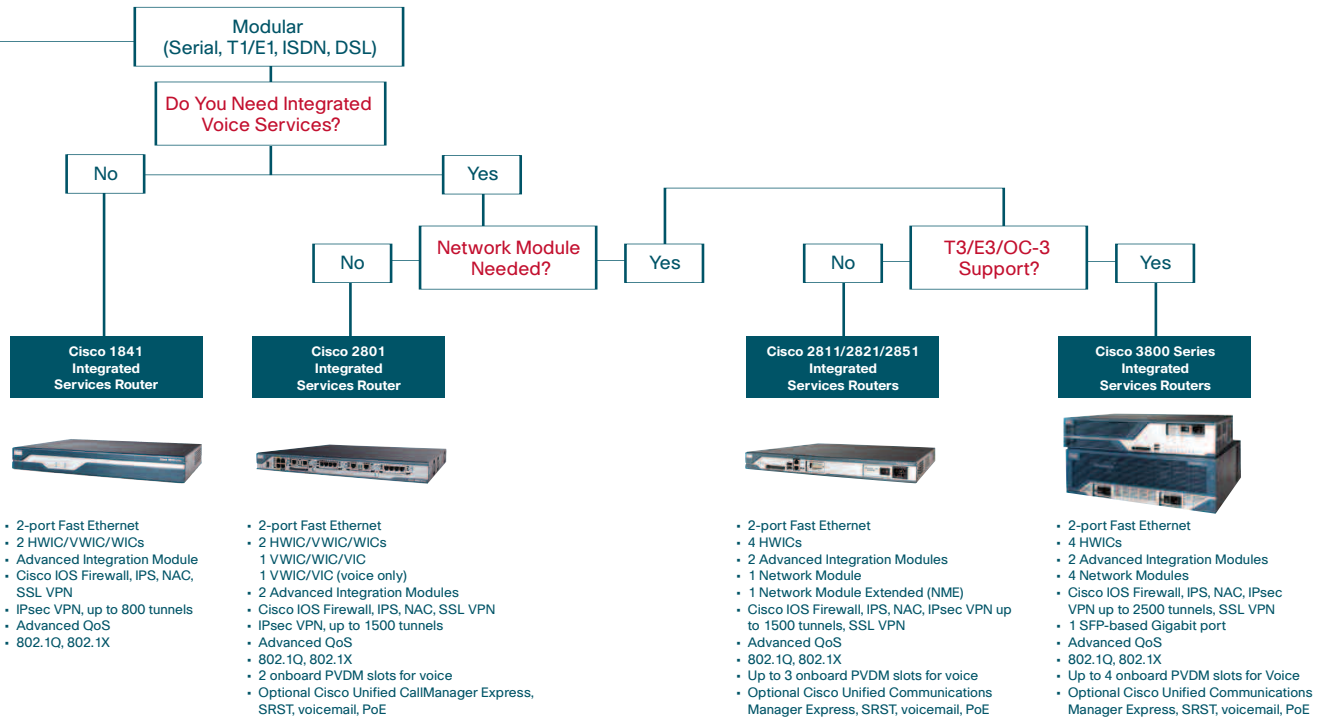 Modular
(Serial, T1/E1, ISDN, DSL)
Do You Need Integrated
Voice Services?
No
Yes
Network Module
Needed?
No
Yes
T3/E3/OC-3
Support?
No
Yes
Cisco 1841
Integrated
Services Router
Cisco 2801
Integrated
Services Router
Cisco 2811/2821/2851
Integrated
Services Routers
Cisco 3800 Series
Integrated
Services Routers
▪ 2-port Fast Ethernet
▪ 2 HWIC/VWIC/WICs
▪ Advanced Integration Module
▪ Cisco IOS Firewall, IPS, NAC,
SSL VPN
▪ IPsec VPN, up to 800 tunnels
▪ Advanced QoS
▪ 802.1Q, 802.1X
▪ 2-port Fast Ethernet
▪ 2 HWIC/VWIC/WICs
1 VWIC/WIC/VIC
1 VWIC/VIC (voice only)
▪ 2 Advanced Integration Modules
▪ Cisco IOS Firewall, IPS, NAC, SSL VPN
▪ IPsec VPN, up to 1500 tunnels
▪ Advanced QoS
▪ 802.1Q, 802.1X
▪ 2 onboard PVDM slots for voice
▪ Optional Cisco Unified CallManager Express,
SRST, voicemail, PoE
▪ 2-port Fast Ethernet
▪ 4 HWICs
▪ 2 Advanced Integration Modules
▪ 1 Network Module
▪ 1 Network Module Extended (NME)
▪ Cisco IOS Firewall, IPS, NAC, IPsec VPN up
to 1500 tunnels, SSL VPN
▪ Advanced QoS
▪ 802.1Q, 802.1X
▪ Up to 3 onboard PVDM slots for voice
▪ Optional Cisco Unified Communications
Manager Express, SRST, voicemail, PoE
▪ 2-port Fast Ethernet
▪ 4 HWICs
▪ 2 Advanced Integration Modules
▪ 4 Network Modules
▪ Cisco IOS Firewall, IPS, NAC, IPsec
VPN up to 2500 tunnels, SSL VPN
▪ 1 SFP-based Gigabit port
▪ Advanced QoS
▪ 802.1Q, 802.1X
▪ Up to 4 onboard PVDM slots for Voice
▪ Optional Cisco Unified Communications
Manager Express, SRST, voicemail, PoE